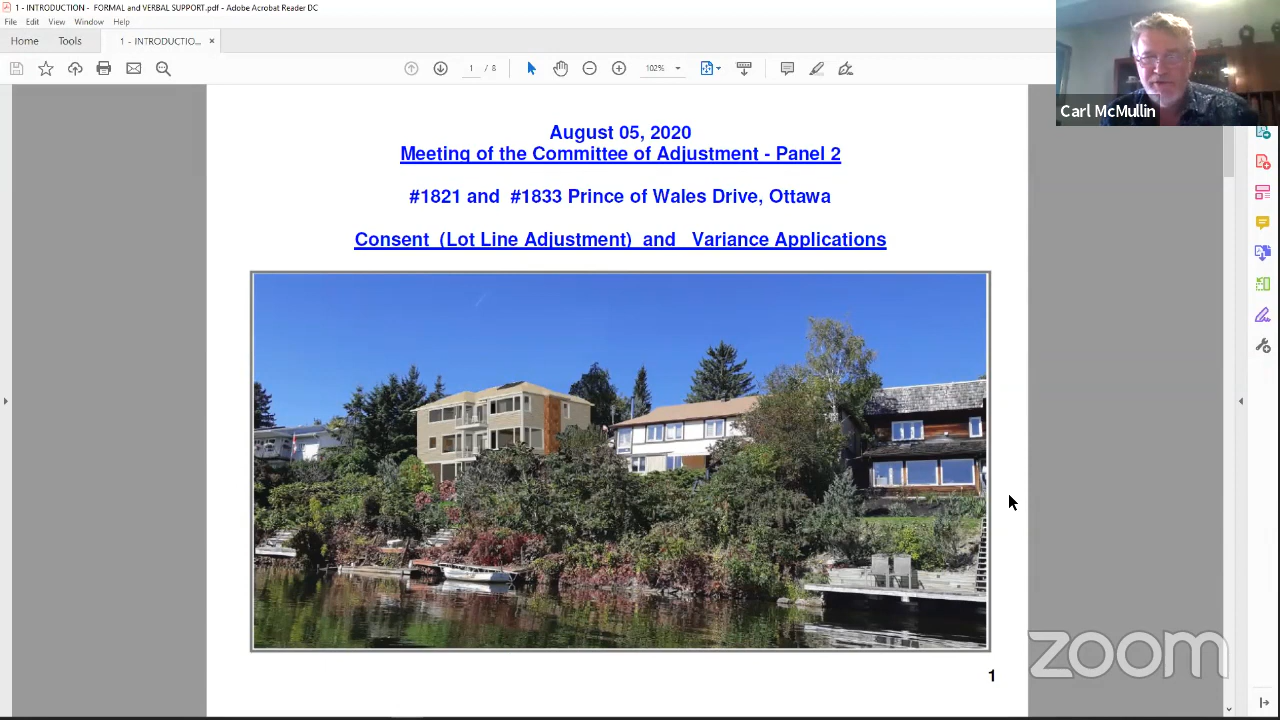 1 - INTRODUCTION - FORMAL and VERBAL SUPPORT.pdf - Adobe Acrobat Reader DC
File Edit View Window Help
Home Tools 1 - INTRODUCTIO... ×
1 / 8 102%
Carl McMullin
August 05, 2020
Meeting of the Committee of Adjustment - Panel 2
#1821 and #1833 Prince of Wales Drive, Ottawa
Consent (Lot Line Adjustment) and Variance Applications
1
zoom